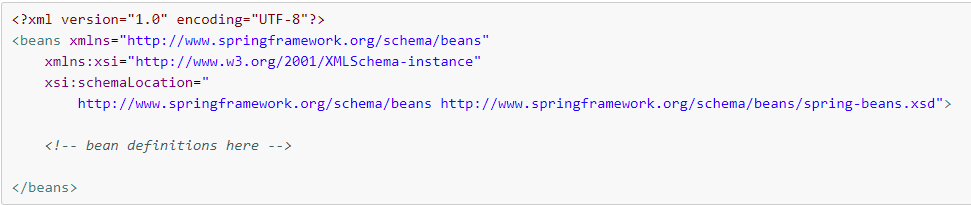 <?xml version="1.0" encoding="UTF-8"?>
<beans xmlns="http://www.springframework.org/schema/beans"
    xmlns:xsi="http://www.w3.org/2001/XMLSchema-instance"
    xsi:schemaLocation="
        http://www.springframework.org/schema/beans http://www.springframework.org/schema/beans/spring-beans.xsd">
    <!-- bean definitions here -->
</beans>